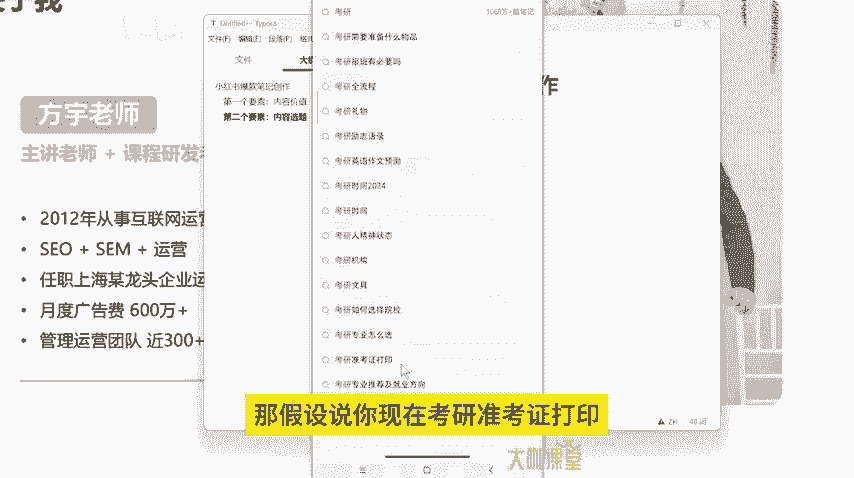 方宇老师
主讲老师 + 课程研发
• 2012年从事互联网运营
• SEO + SEM + 运营
• 任职上海某龙头企业运
• 月度广告费 600万+
• 管理运营团队 近300+
Untitled - Typora
文件(F) 编辑(E) 段落(P) 格式
文件
小红书爆款笔记创作
第一个要素：内容价值
第二个要素：内容选题
作
考研
考研需要准备什么物品
考研报班有必要吗
考研全流程
考研礼物
考研励志语录
考研英语作文预测
考研时间2024
考研时间
考研人精神状态
考研机构
考研文具
考研如何选择院校
考研专业怎么选
考研准考证打印
考研专业推荐及就业方向
ZH 48 词
那假设说你现在考研准考证打印
大咖课堂